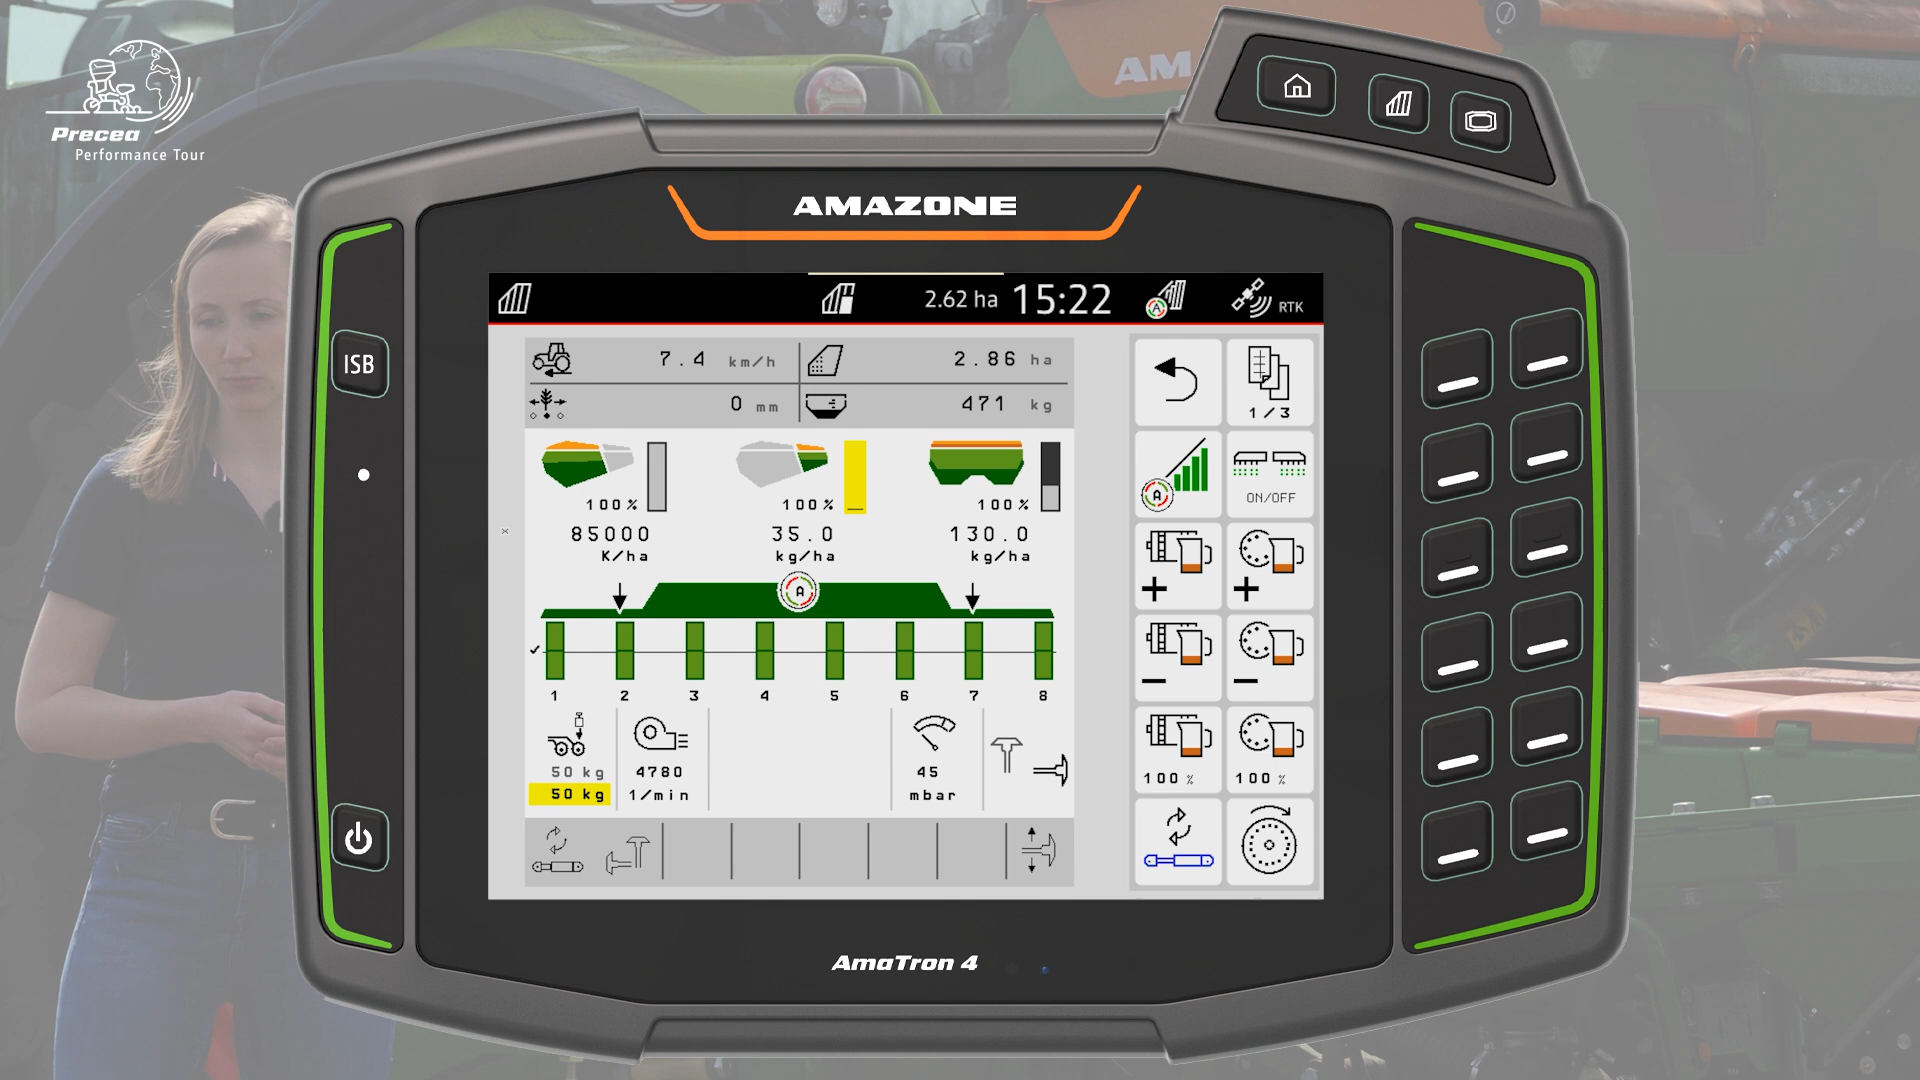 Precea
Performance Tour
AM
AMAZONE
ISB
2.62 ha 15:22
RTK
7.4 km/h
2.86 ha
0 mm
471 kg
1/3
100 %
100 %
100 %
85000
K/ha
35.0
kg/ha
130.0
kg/ha
A
A
A
ON/OFF
+
+
1 2 3 4 5 6 7 8
50 kg
50 kg
4780
1/min
45
mbar
100 %
100 %
AmaTron 4